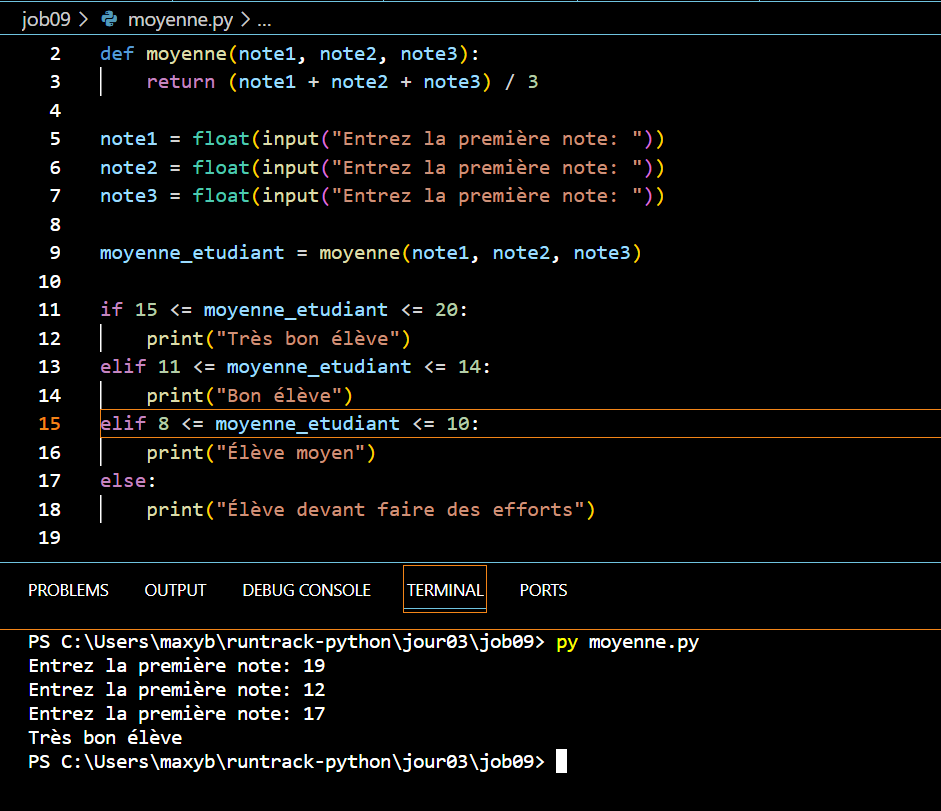 job09 > moyenne.py > ...
2 def moyenne(note1, note2, note3):
3     return (note1 + note2 + note3) / 3
4
5 note1 = float(input("Entrez la première note: "))
6 note2 = float(input("Entrez la première note: "))
7 note3 = float(input("Entrez la première note: "))
8
9 moyenne_etudiant = moyenne(note1, note2, note3)
10
11 if 15 <= moyenne_etudiant <= 20:
12     print("Très bon élève")
13 elif 11 <= moyenne_etudiant <= 14:
14     print("Bon élève")
15 elif 8 <= moyenne_etudiant <= 10:
16     print("Élève moyen")
17 else:
18     print("Élève devant faire des efforts")
19
PROBLEMS OUTPUT DEBUG CONSOLE TERMINAL PORTS
PS C:\Users\maxyb\runtrack-python\jour03\job09> py moyenne.py
Entrez la première note: 19
Entrez la première note: 12
Entrez la première note: 17
Très bon élève
PS C:\Users\maxyb\runtrack-python\jour03\job09>